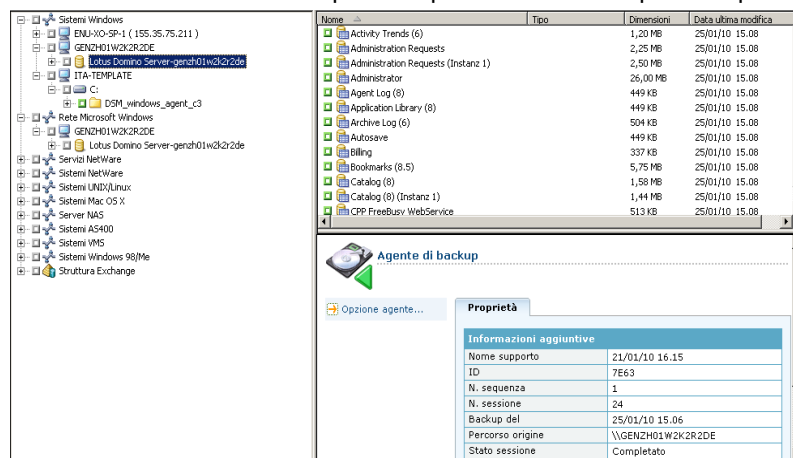 Sistemi Windows
ENU-XO-SP-1 ( 155.35.75.211 )
GENZH01W2K2R2DE
Lotus Domino Server-genzh01w2k2r2de
ITA-TEMPLATE
C:
DSM_windows_agent_c3
Rete Microsoft Windows
GENZH01W2K2R2DE
Lotus Domino Server-genzh01w2k2r2de
Servizi NetWare
Sistemi NetWare
Sistemi UNIX/Linux
Sistemi Mac OS X
Server NAS
Sistemi AS400
Sistemi VMS
Sistemi Windows 98/Me
Struttura Exchange
Nome Tipo Dimensioni Data ultima modifica
Activity Trends (6) 1,20 MB 25/01/10 15.08
Administration Requests 2,25 MB 25/01/10 15.08
Administration Requests (Instanz 1) 2,50 MB 25/01/10 15.08
Administrator 26,00 MB 25/01/10 15.08
Agent Log (8) 449 KB 25/01/10 15.08
Application Library (8) 449 KB 25/01/10 15.08
Archive Log (6) 504 KB 25/01/10 15.08
Autosave 449 KB 25/01/10 15.08
Billing 337 KB 25/01/10 15.08
Bookmarks (8.5) 5,75 MB 25/01/10 15.08
Catalog (8) 1,58 MB 25/01/10 15.08
Catalog (8) (Instanz 1) 1,44 MB 25/01/10 15.08
CPP FreeBusy WebService 513 KB 25/01/10 15.08
Agente di backup
Opzione agente...
Proprietà
Informazioni aggiuntive
Nome supporto 21/01/10 16.15
ID 7E63
N. sequenza 1
N. sessione 24
Backup del 25/01/10 15.06
Percorso origine \\GENZH01W2K2R2DE
Stato sessione Completato